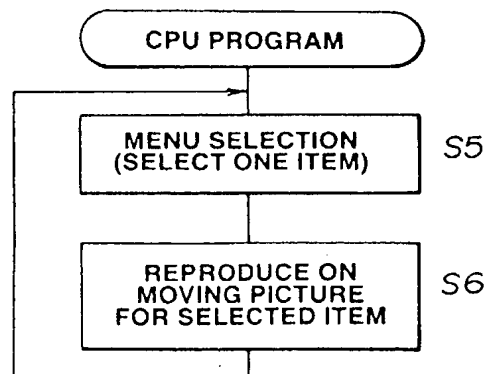 CPU PROGRAM
MENU SELECTION
(SELECT ONE ITEM)
S5
REPRODUCE ON
MOVING PICTURE
FOR SELECTED ITEM
S6